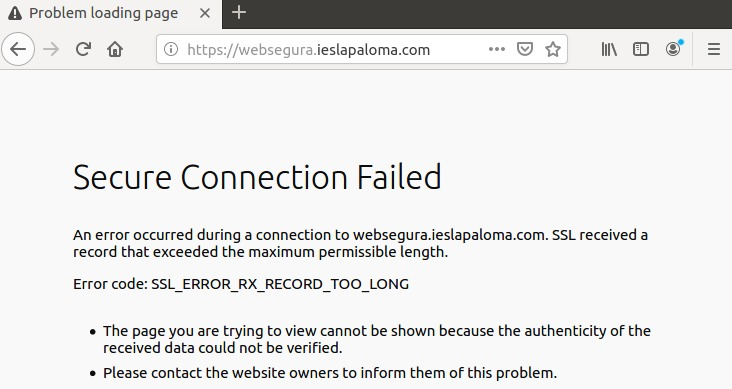 Problem loading page
https://websegura.ieslapaloma.com
Secure Connection Failed
An error occurred during a connection to websegura.ieslapaloma.com. SSL received a
record that exceeded the maximum permissible length.
Error code: SSL_ERROR_RX_RECORD_TOO_LONG
The page you are trying to view cannot be shown because the authenticity of the
received data could not be verified.
Please contact the website owners to inform them of this problem.